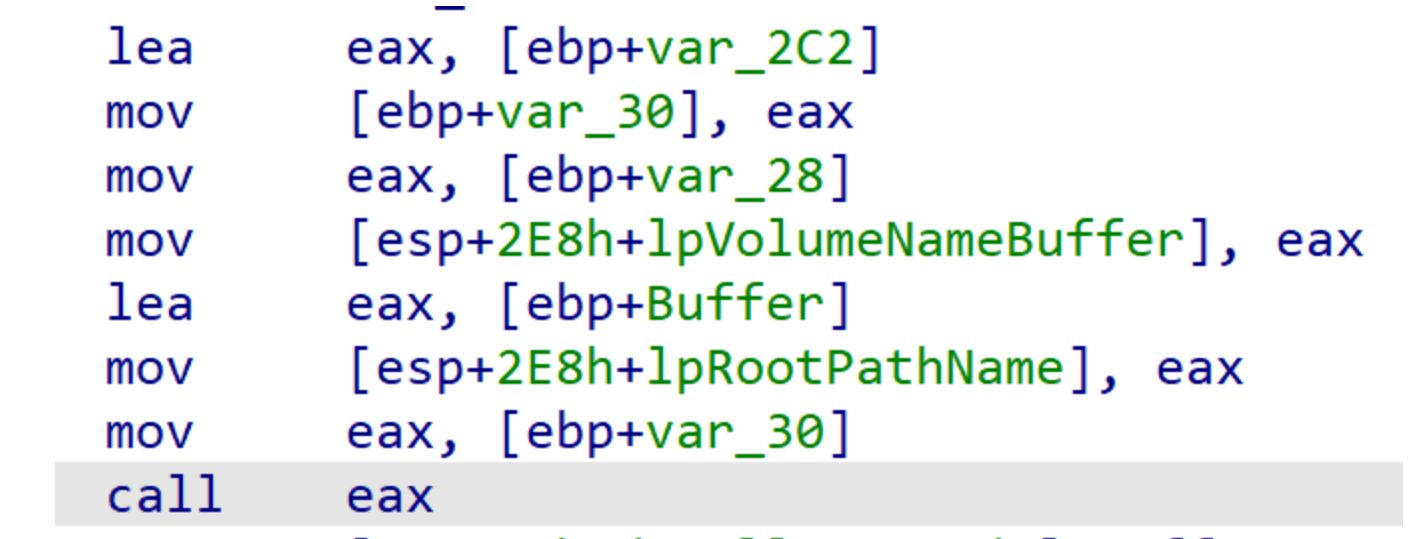 lea eax, [ebp+var_2C2]
mov [ebp+var_30], eax
mov eax, [ebp+var_28]
mov [esp+2E8h+lpVolumeNameBuffer], eax
lea eax, [ebp+Buffer]
mov [esp+2E8h+lpRootPathName], eax
mov eax, [ebp+var_30]
call eax